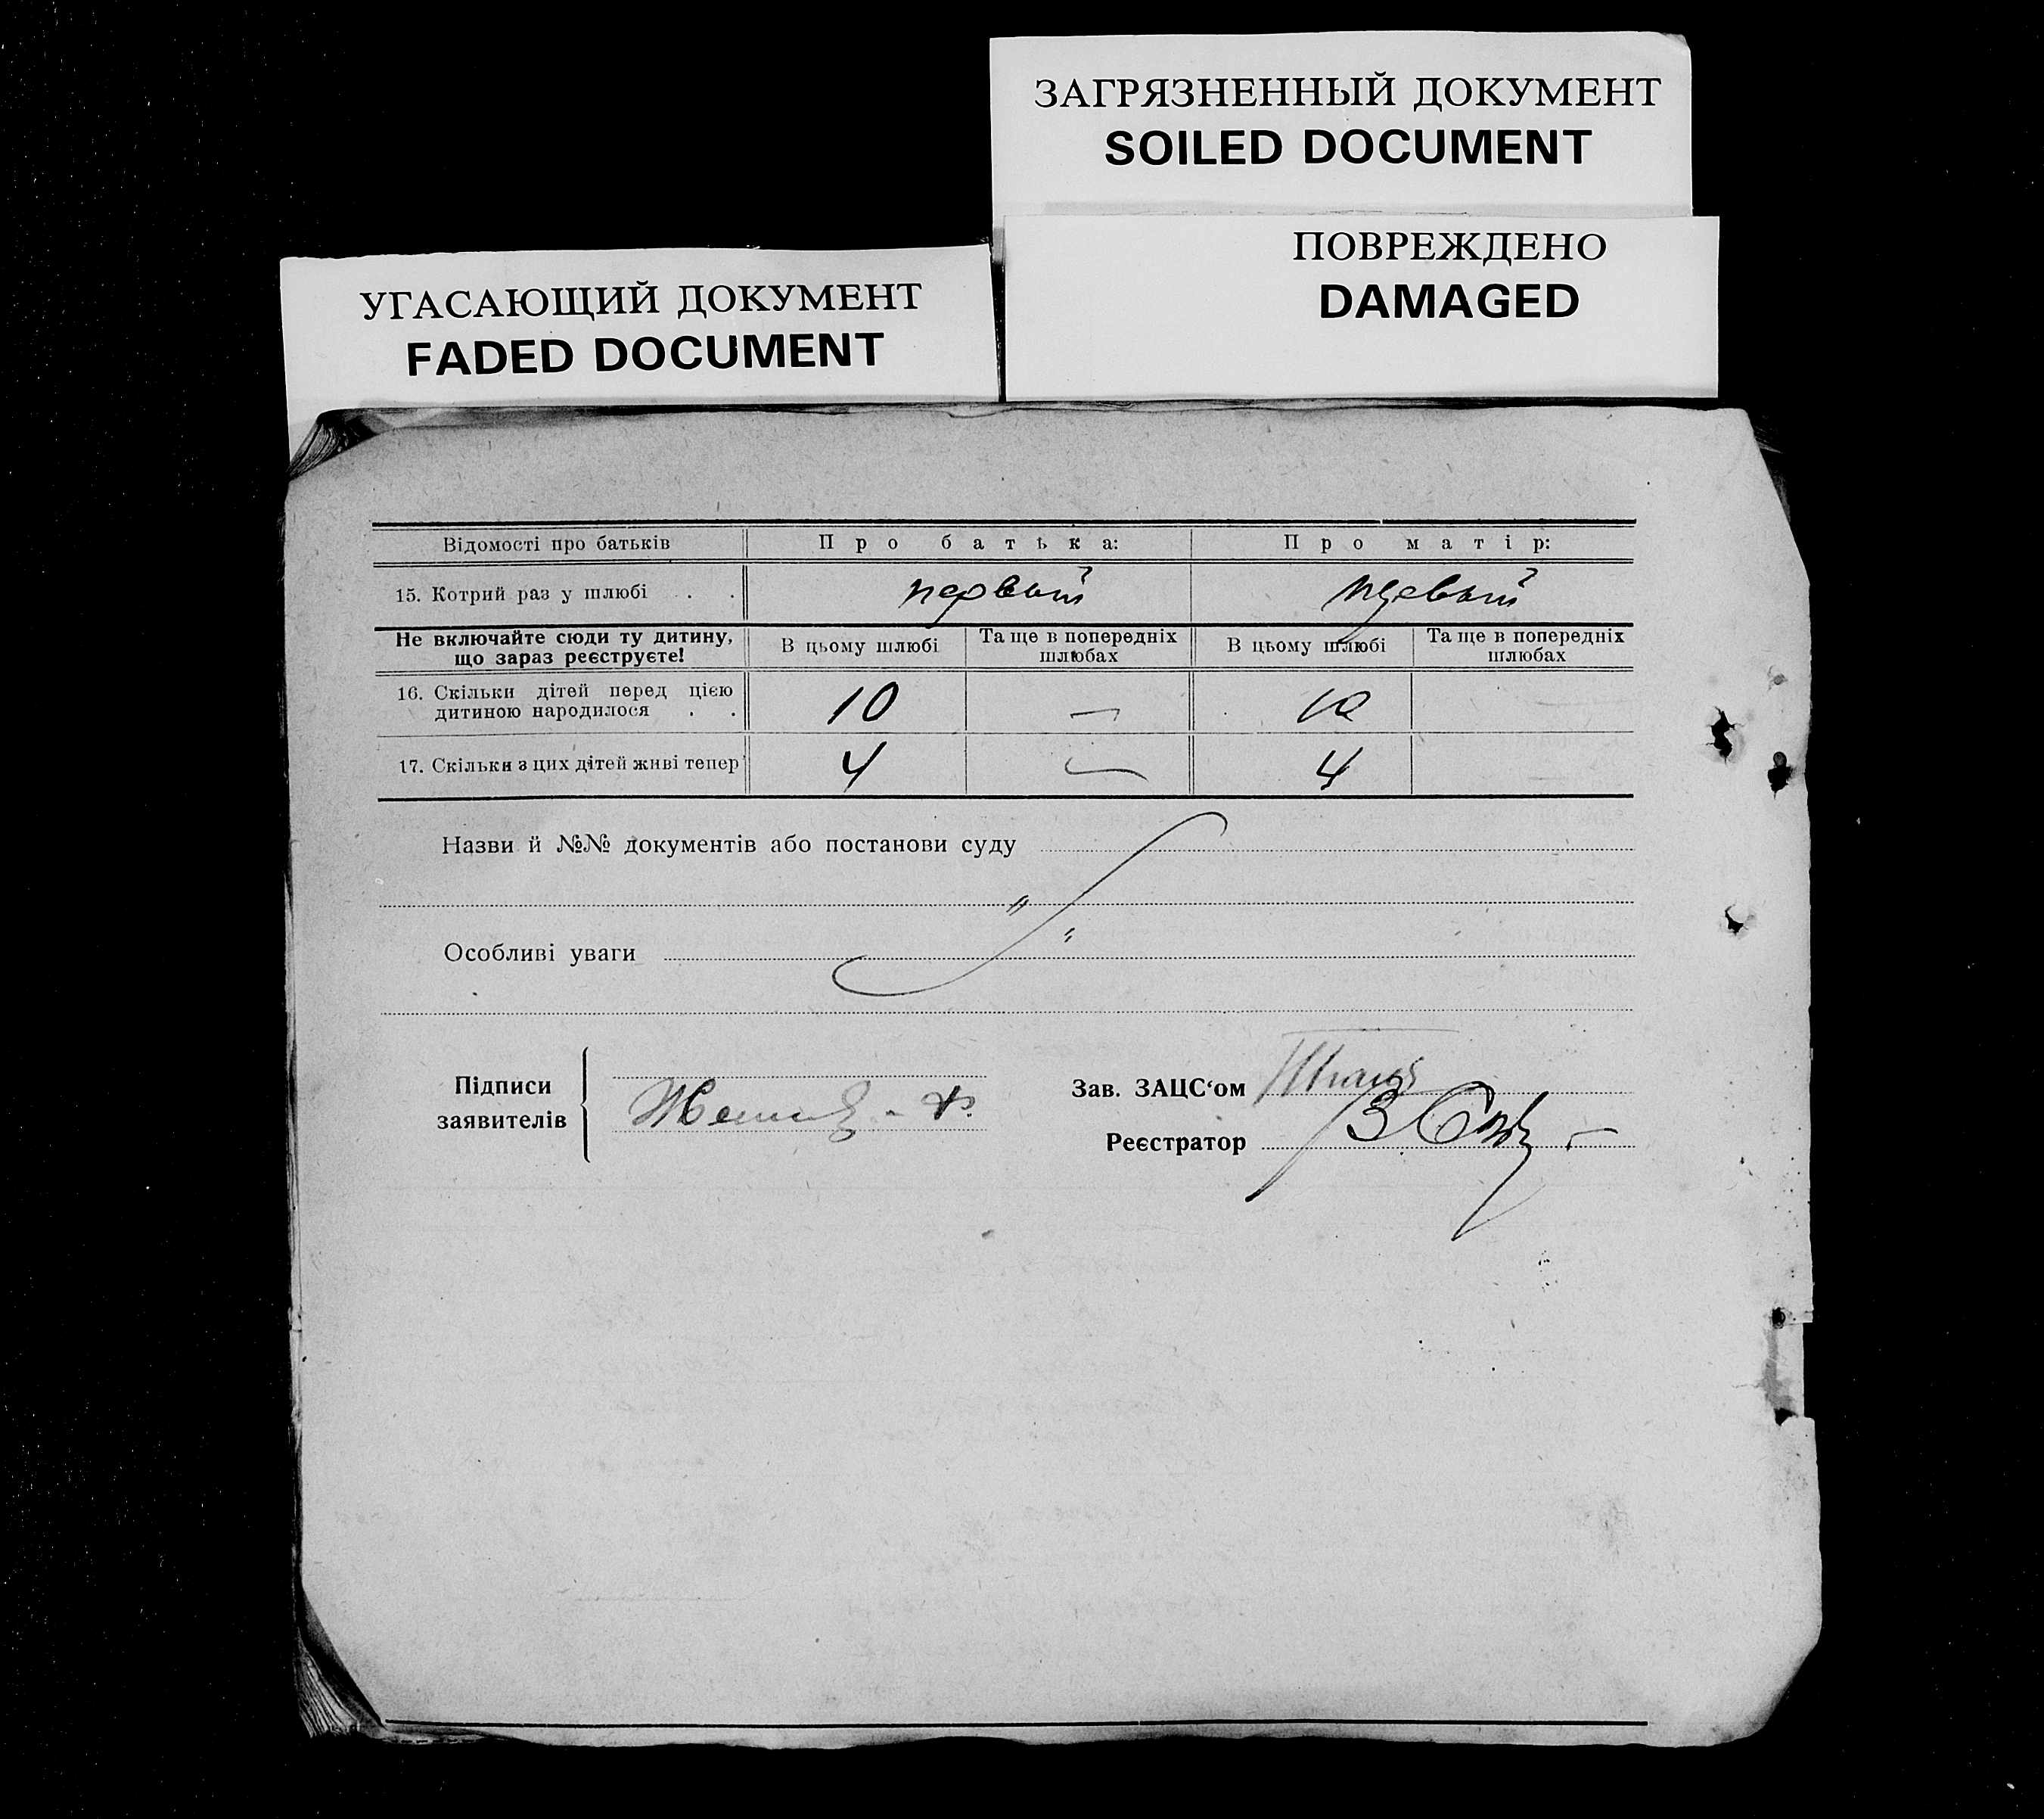 ЗАГРЯЗНЕННЫЙ ДОКУМЕНТ
SOILED DOCUMENT
ПОВРЕЖДЕНО
DAMAGED
УГАСАЮЩИЙ ДОКУМЕНТ
FADED DOCUMENT
Відомості про батьків Про батька: Про матір:
15. Котрий раз у шлюбі . . первый первый
Не включайте сюди ту дитину, що зараз реєструєте! В цьому шлюбі Та ще в попередніх шлюбах В цьому шлюбі Та ще в попередніх шлюбах
16. Скільки дітей перед цією
дитиною народилося . . 10 — 10 —
17. Скільки з цих дітей живі тепер 4 — 4 —
Назви й №№ документів або постанови суду
"
"
Особливі уваги
Підписи
заявителів
Зав. ЗАЦС‘ом
Реєстратор